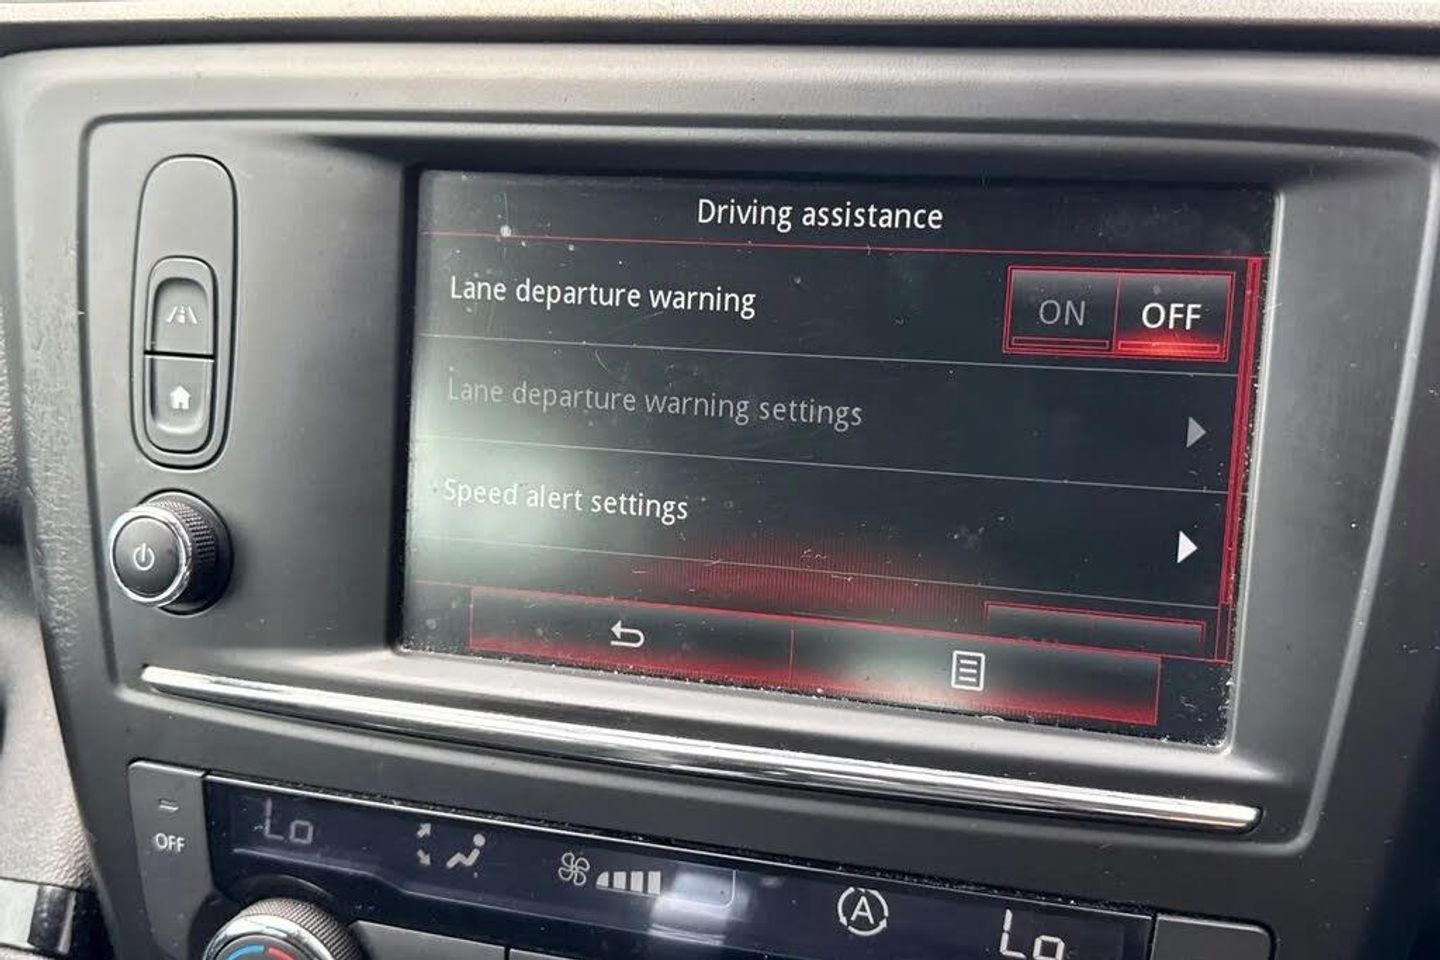 Driving assistance
Lane departure warning
ON OFF
Lane departure warning settings
Speed alert settings
OFF
Lo
A
Lo